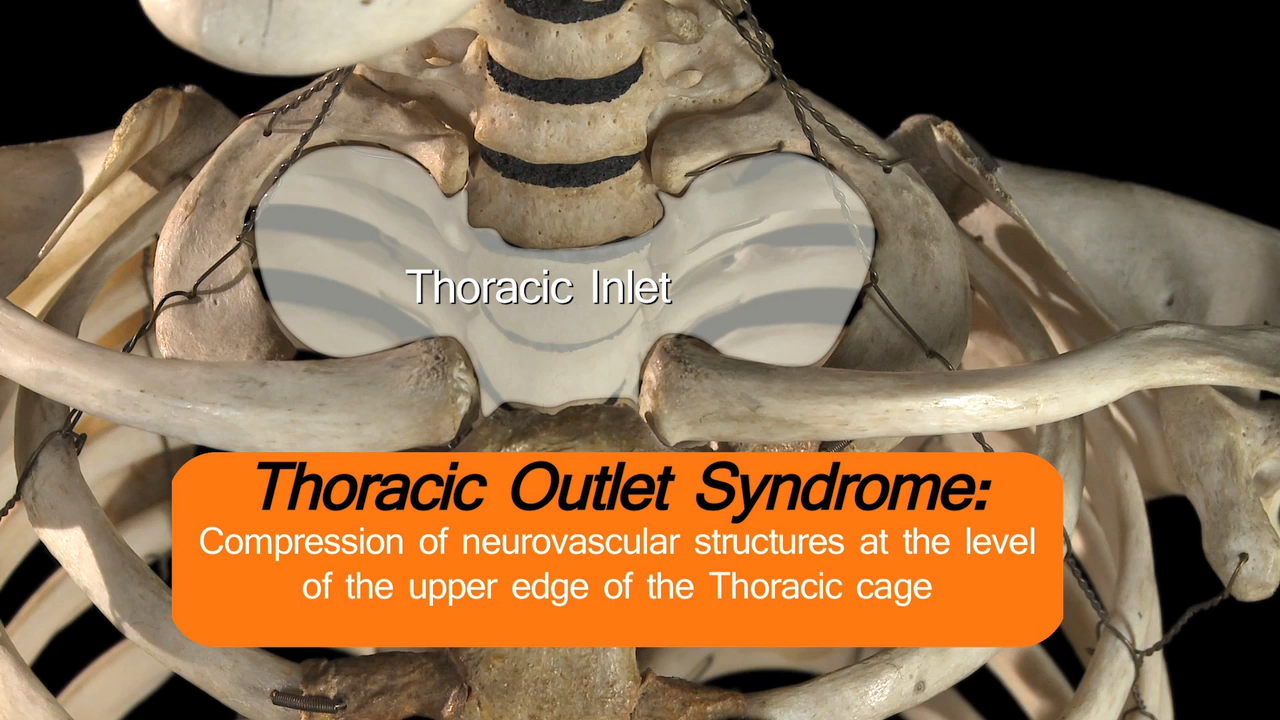 Thoracic Inlet
Thoracic Outlet Syndrome:
Compression of neurovascular structures at the level
of the upper edge of the Thoracic cage